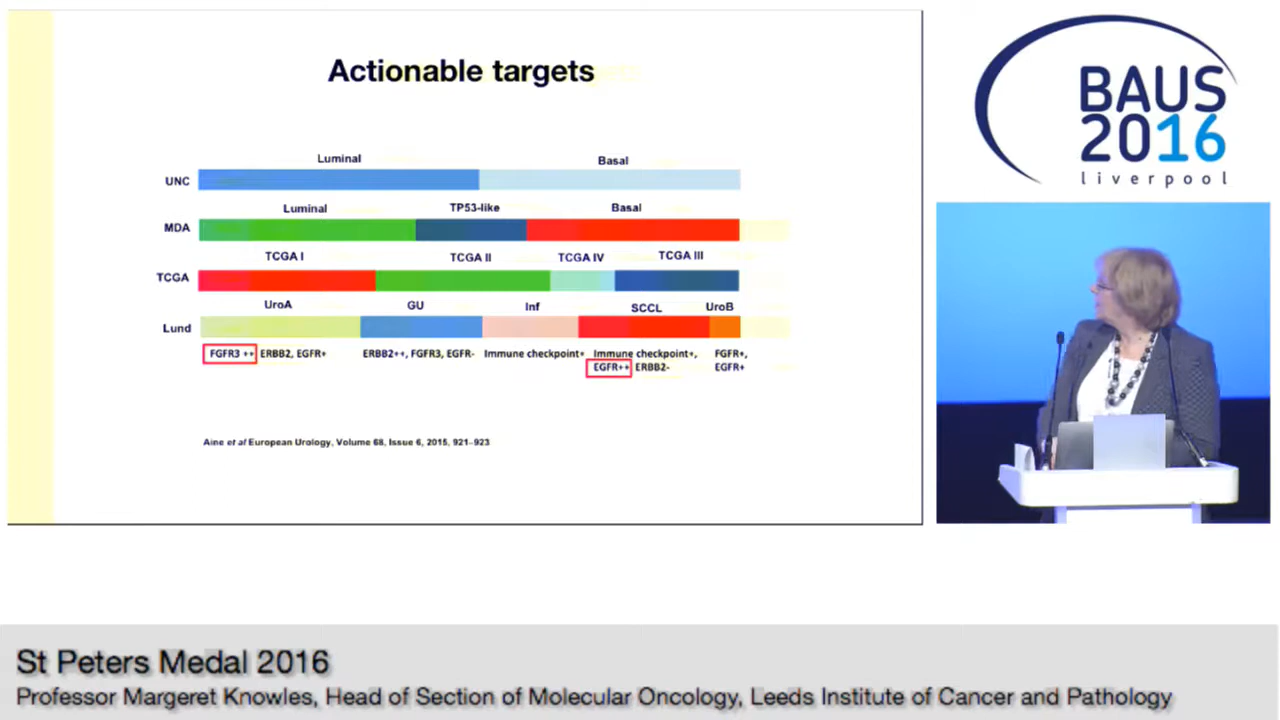 Actionable targets
Luminal Basal
UNC
Luminal TP53-like Basal
MDA
TCGA I TCGA II TCGA IV TCGA III
TCGA
UroA GU Inf SCCL UroB
Lund
FGFR3 ++ ERBB2, EGFR+ ERBB2++, FGFR3, EGFR- Immune checkpoint+ Immune checkpoint+, FGFR+,
EGFR++ ERBB2- EGFR+
Aine et al European Urology, Volume 68, Issue 6, 2015, 921–923
BAUS
2016
liverpool
St Peters Medal 2016
Professor Margeret Knowles, Head of Section of Molecular Oncology, Leeds Institute of Cancer and Pathology